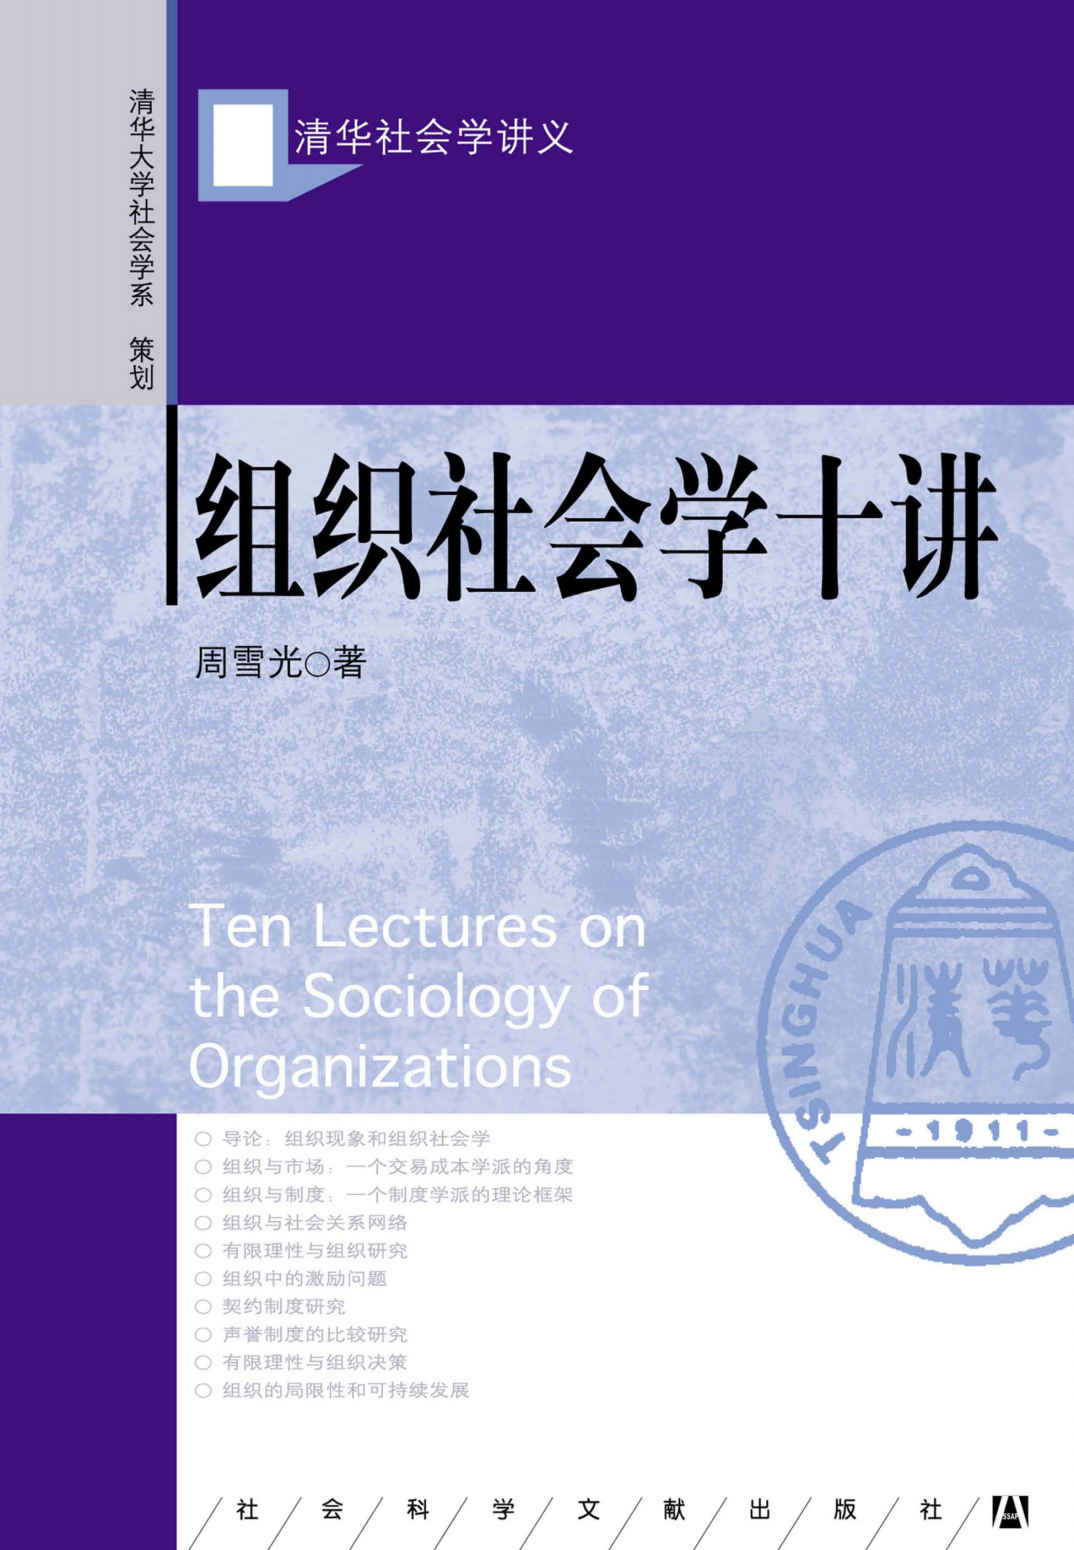 清华大学社会学系 策划
清华社会学讲义
组织社会学十讲
周雪光○著
Ten Lectures on
the Sociology of
Organizations
TSINGHUA
清華
-1911-
○ 导论：组织现象和组织社会学
○ 组织与市场：一个交易成本学派的角度
○ 组织与制度：一个制度学派的理论框架
○ 组织与社会关系网络
○ 有限理性与组织研究
○ 组织中的激励问题
○ 契约制度研究
○ 声誉制度的比较研究
○ 有限理性与组织决策
○ 组织的局限性和可持续发展
社/会/科/学/文/献/出/版/社
SSAP